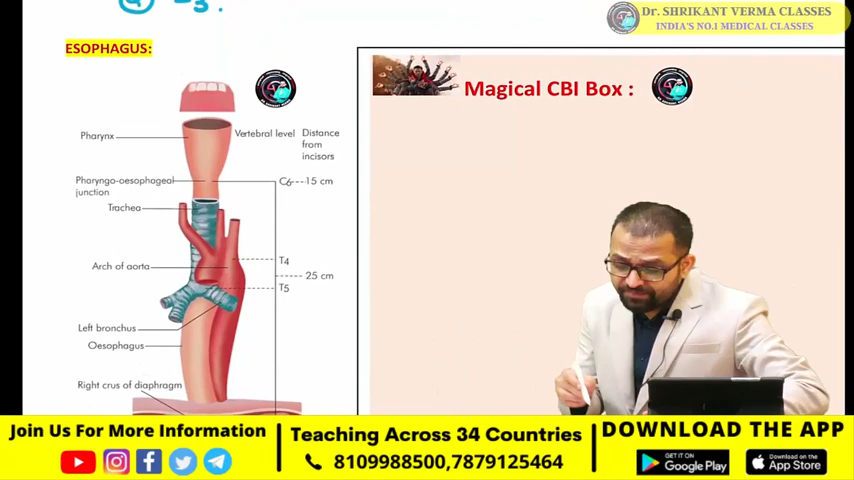 Dr. SHRIKANT VERMA CLASSES
INDIA'S NO.1 MEDICAL CLASSES
ESOPHAGUS:
Magical CBI Box :
Pharynx
Vertebral level
Distance
from
incisors
Pharyngo-oesophageal
junction
C6
15 cm
Trachea
T4
Arch of aorta
25 cm
T5
Left bronchus
Oesophagus
Right crus of diaphragm
Join Us For More Information
Teaching Across 34 Countries
8109988500,7879125464
DOWNLOAD THE APP
GET IT ON
Google Play
Download on the
App Store